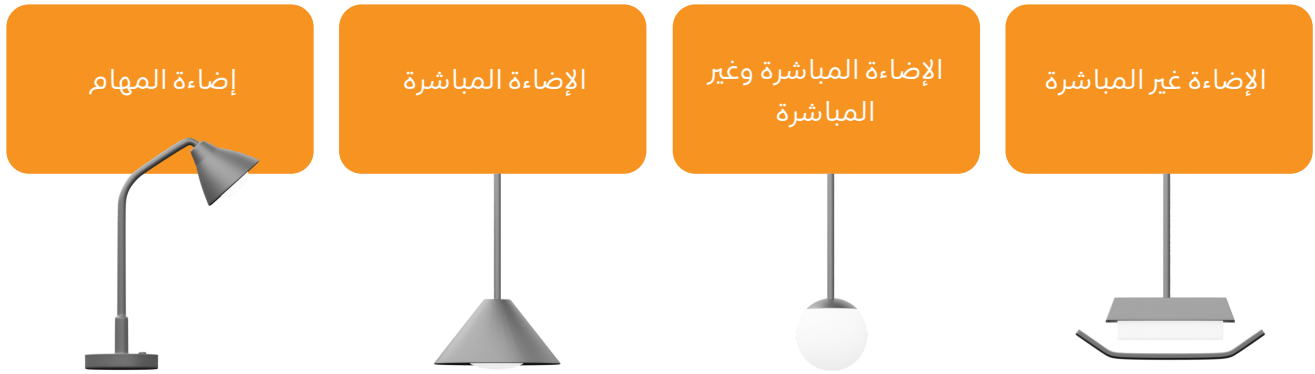 الإضاءة غير المباشرة
الإضاءة المباشرة وغير
المباشرة
الإضاءة المباشرة
إضاءة المهام